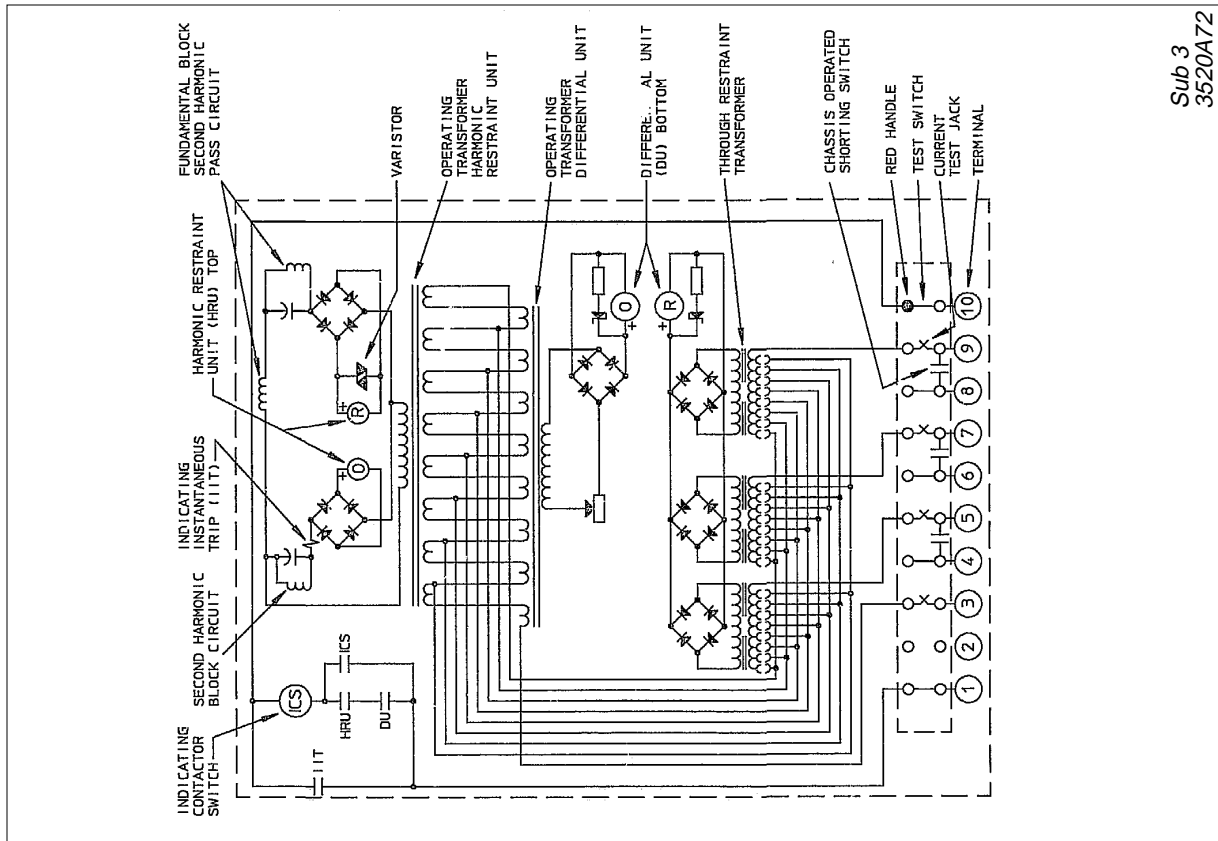 FUNDAMENTAL BLOCK
SECOND HARMONIC
PASS CIRCUIT
HARMONIC RESTRAINT
UNIT (HRU) TOP
INDICATING
INSTANTANEOUS
TRIP (IIT)
SECOND HARMONIC
BLOCK CIRCUIT
INDICATING
CONTACTOR
SWITCH
VARISTOR
OPERATING
TRANSFORMER
HARMONIC
RESTRAINT UNIT
OPERATING
TRANSFORMER
DIFFERENTIAL UNIT
DIFFERE.. AL UNIT
(DU) BOTTOM
THROUGH RESTRAINT
TRANSFORMER
CHASSIS OPERATED
SHORTING SWITCH
RED HANDLE
TEST SWITCH
CURRENT
TEST JACK
TERMINAL
R
+
O
+
ICS
ICS
HRU
DU
IIT
O
+
R
+
10
9
8
7
6
5
4
3
2
1
Sub 3
3520A72